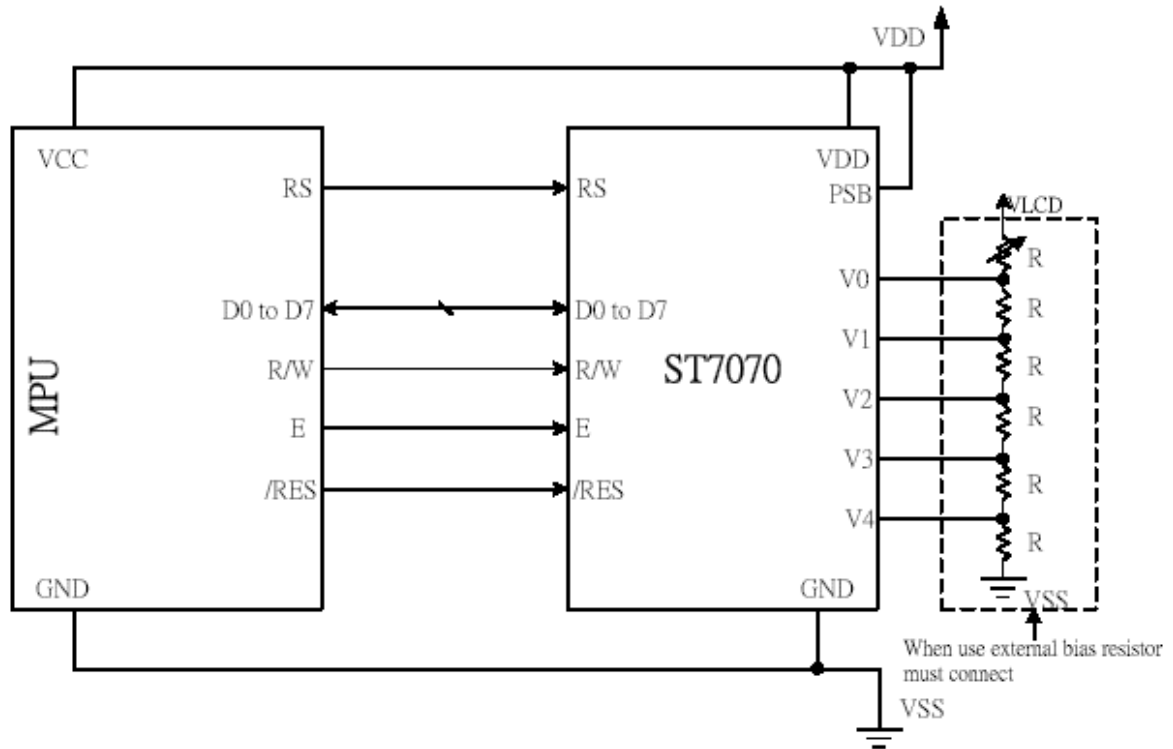 VDD
VCC
VDD
RS
RS
PSB
VLCD
R
V0
D0 to D7
D0 to D7
R
V1
MPU
R/W
R/W
ST7070
R
V2
R
E
E
V3
/RES
/RES
R
V4
R
GND
GND
VSS
When use external bias resistor
must connect
VSS